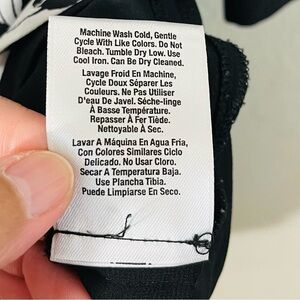 Machine Wash Cold, Gentle
Cycle With Like Colors. Do Not
Bleach. Tumble Dry Low. Use
Cool Iron. Can Be Dry Cleaned.
Lavage Froid En Machine,
Cycle Doux Séparer Les
Couleurs. Ne Pas Utiliser
D'eau De Javel. Séche-linge
À Basse Température.
Repasser À Fer Tiède.
Nettoyable À Sec.
Lavar A Máquina En Agua Fria,
Con Colores Similares Ciclo
Delicado. No Usar Cloro.
Secar A Temperatura Baja.
Use Plancha Tibia.
Puede Limpiarse En Seco.